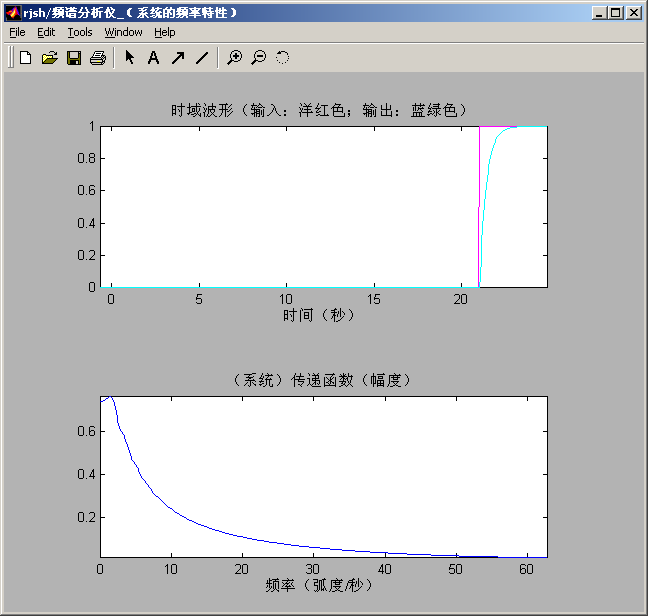 rjsh/频谱分析仪_（系统的频率特性）
File Edit Tools Window Help
A
时域波形（输入：洋红色；输出：蓝绿色）
1
0.8
0.6
0.4
0.2
0
0 5 10 15 20
时间（秒）
（系统）传递函数（幅度）
0.6
0.4
0.2
0 10 20 30 40 50 60
频率（弧度/秒）